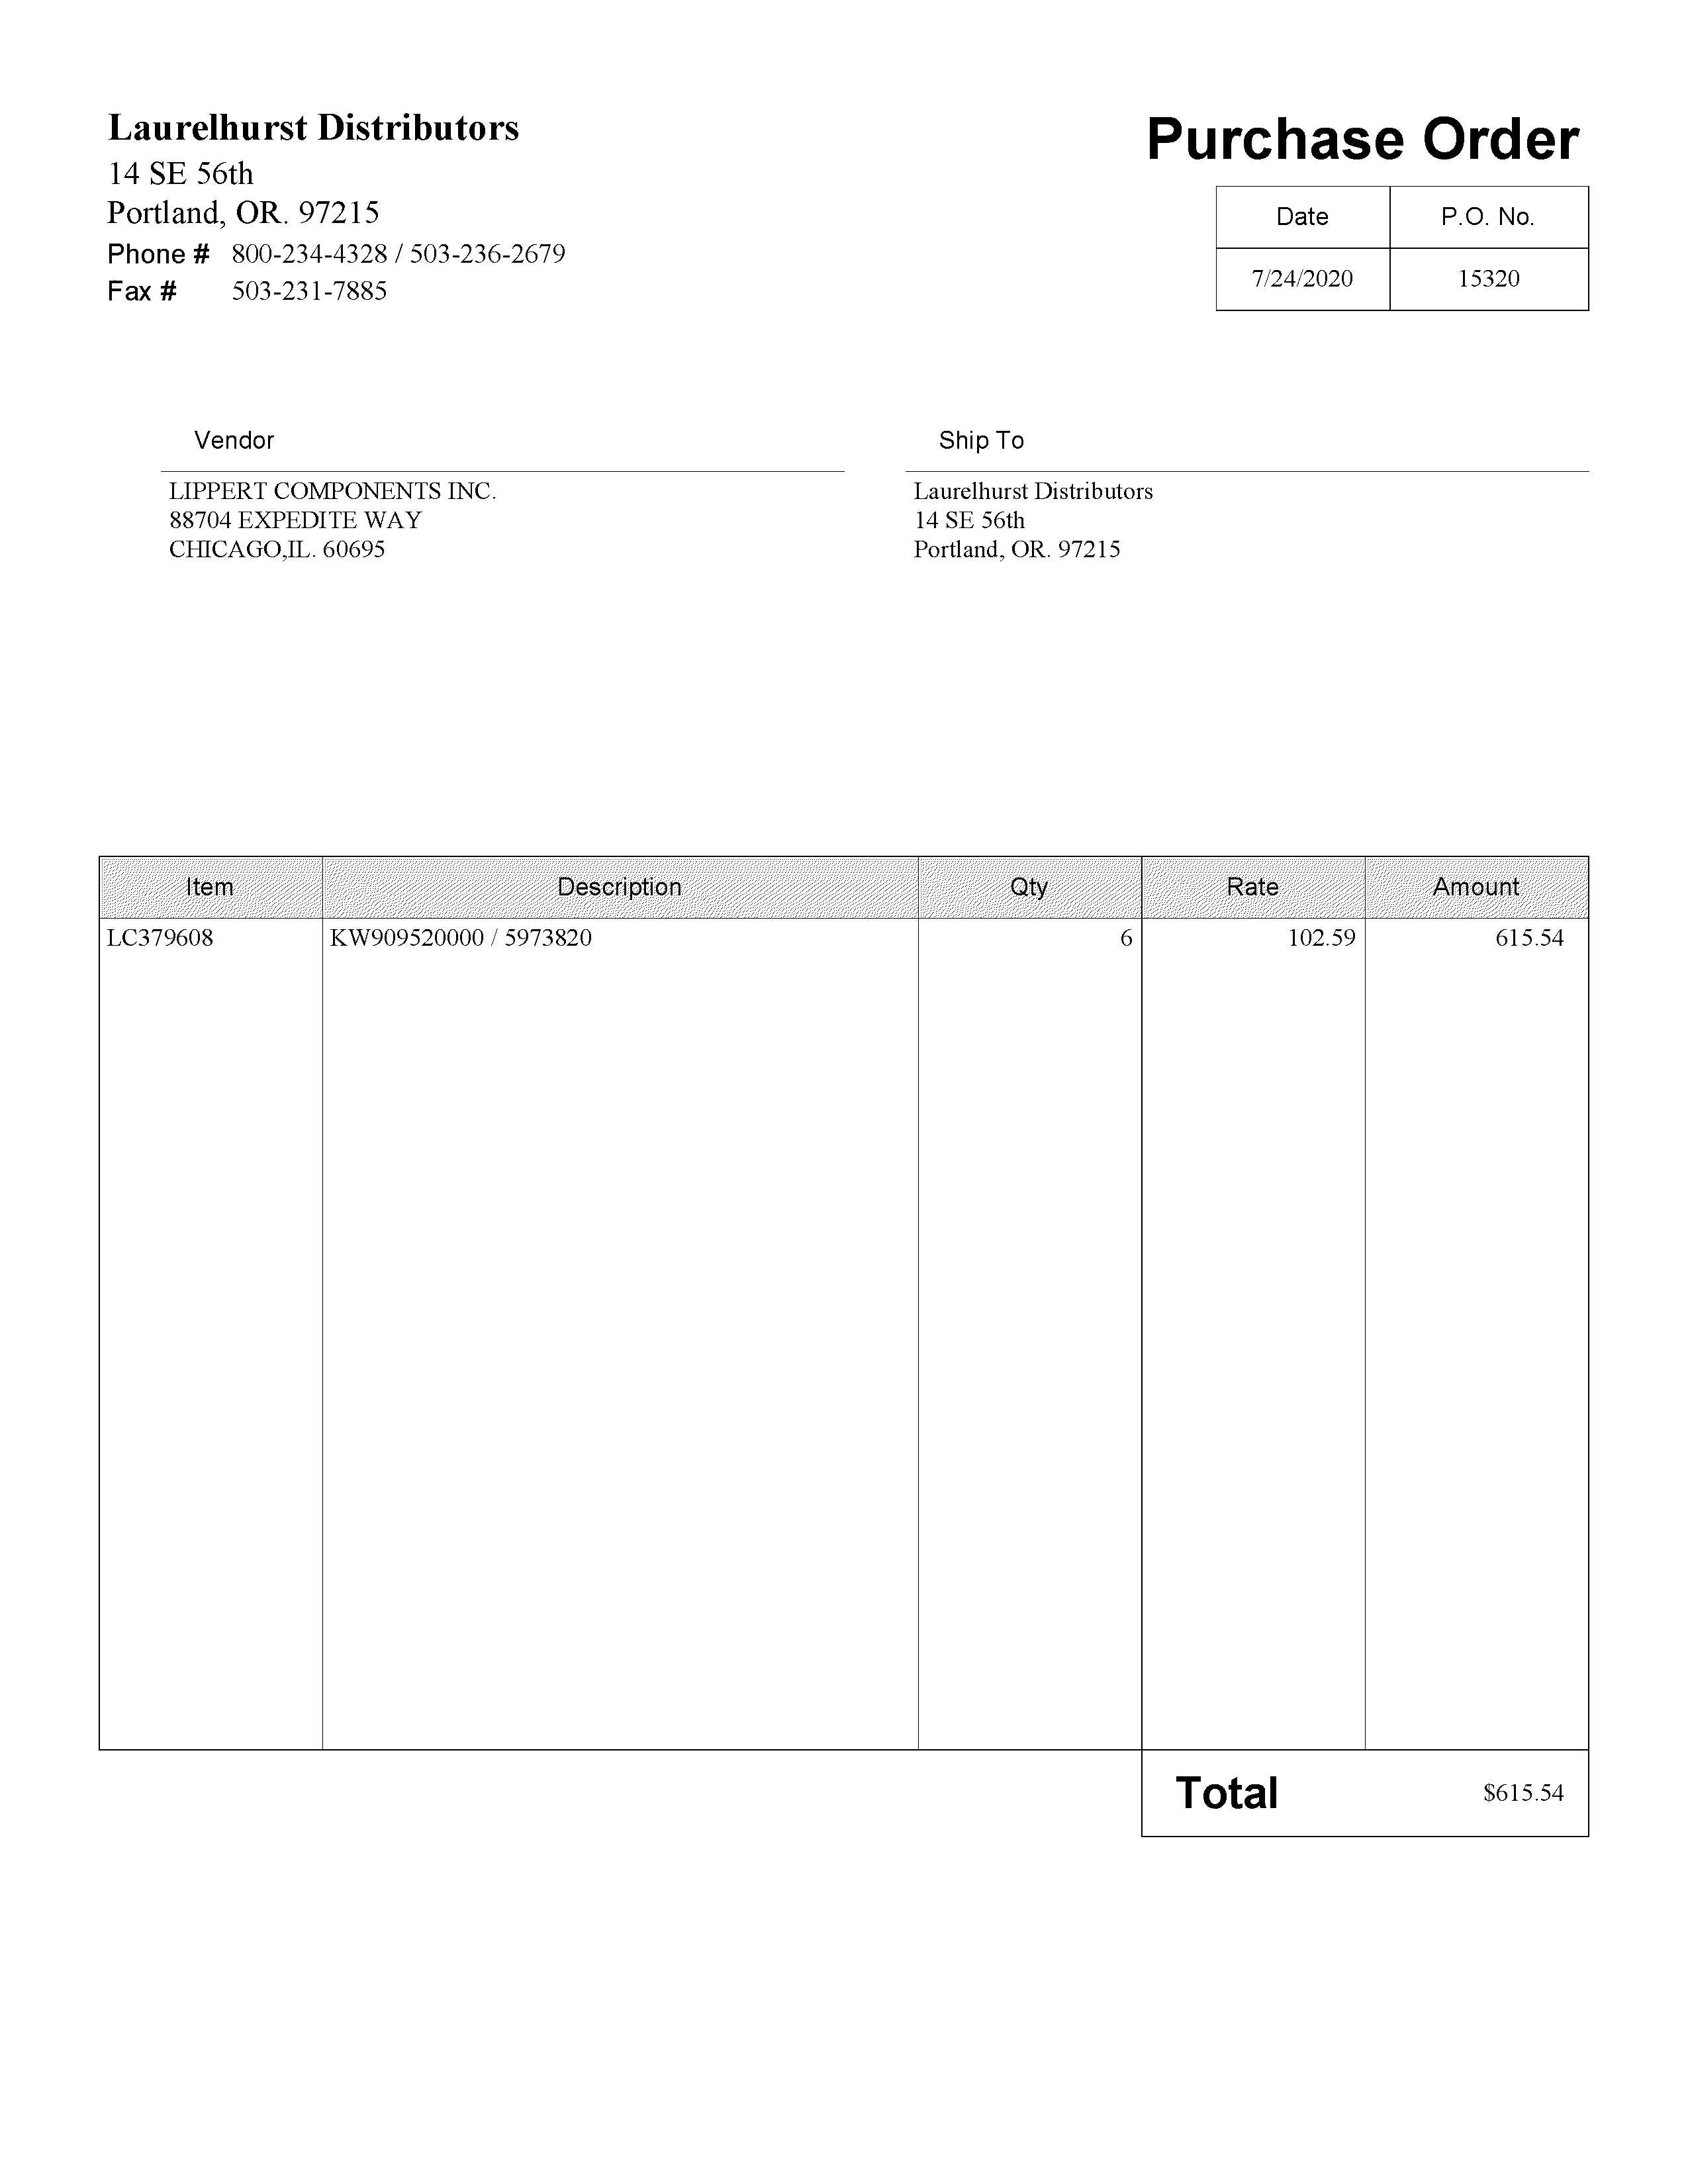 Laurelhurst Distributors
14 SE 56th
Portland, OR. 97215
Phone # 800-234-4328 / 503-236-2679
Fax # 503-231-7885
Purchase Order
Date P.O. No.
7/24/2020 15320
Vendor
LIPPERT COMPONENTS INC.
88704 EXPEDITE WAY
CHICAGO,IL. 60695
Ship To
Laurelhurst Distributors
14 SE 56th
Portland, OR. 97215
Item Description Qty Rate Amount
LC379608 KW909520000 / 5973820 6 102.59 615.54
Total $615.54